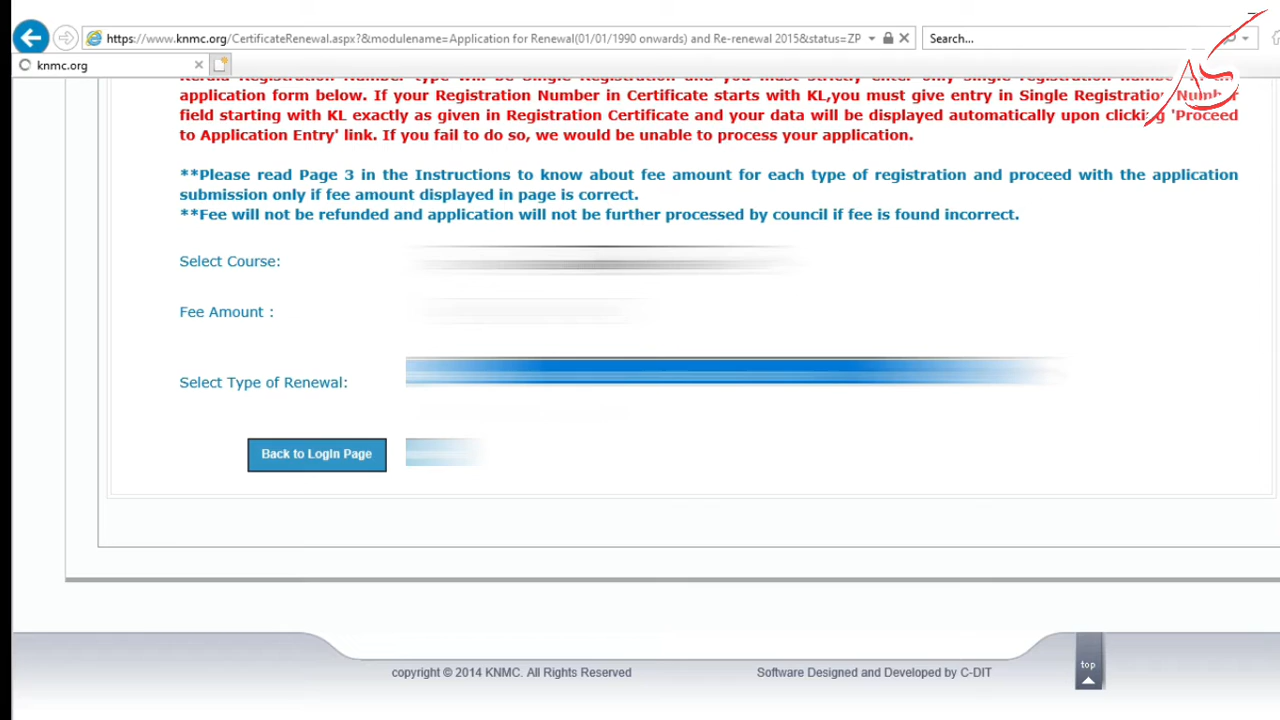 https://www.knmc.org/CertificateRenewal.aspx?&modulename=Application for Renewal(01/01/1990 onwards) and Re-renewal 2015&status=ZP
Search...
knmc.org
application form below. If your Registration Number in Certificate starts with KL,you must give entry in Single Registration Number
field starting with KL exactly as given in Registration Certificate and your data will be displayed automatically upon clicking 'Proceed
to Application Entry' link. If you fail to do so, we would be unable to process your application.
**Please read Page 3 in the Instructions to know about fee amount for each type of registration and proceed with the application
submission only if fee amount displayed in page is correct.
**Fee will not be refunded and application will not be further processed by council if fee is found incorrect.
Select Course:
Fee Amount :
Select Type of Renewal:
Back to Login Page
top
copyright © 2014 KNMC. All Rights Reserved
Software Designed and Developed by C-DIT